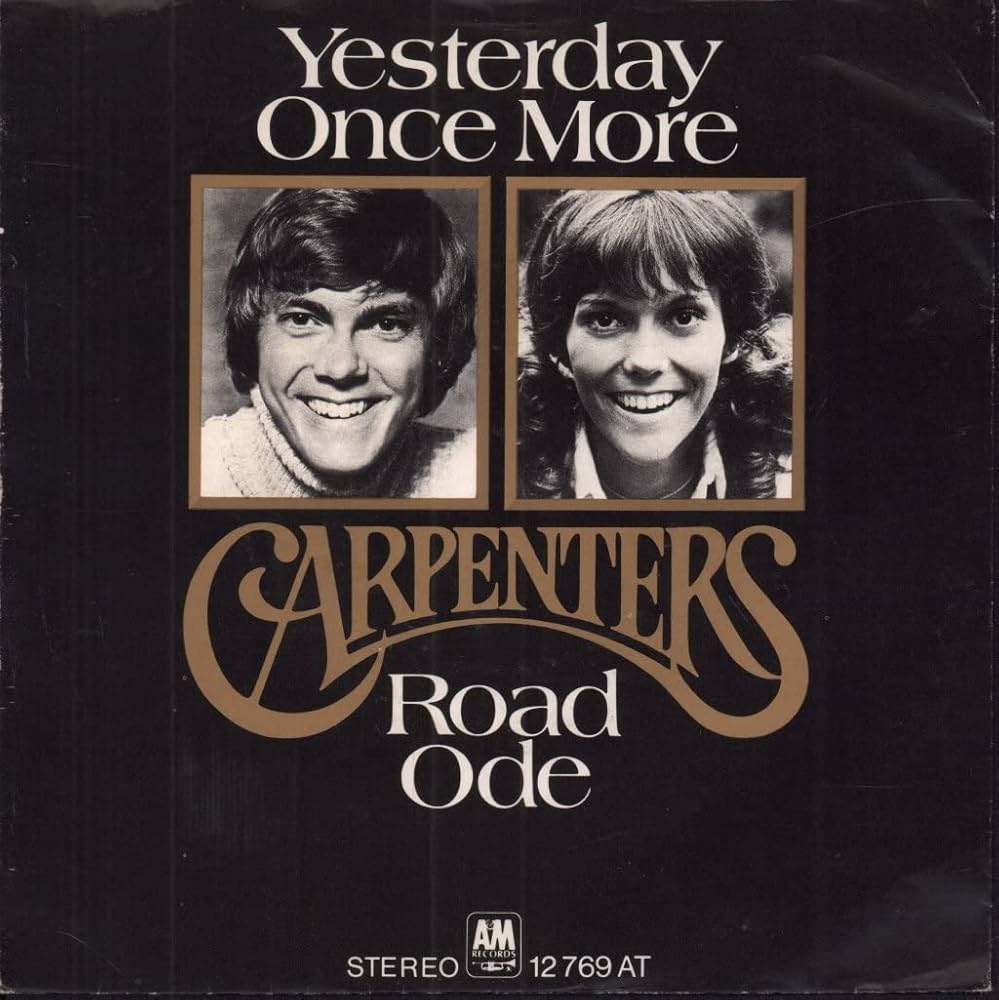 Yesterday
Once More
CARPENTERS
Road
Ode
A&M
RECORDS
STEREO 12 769 AT